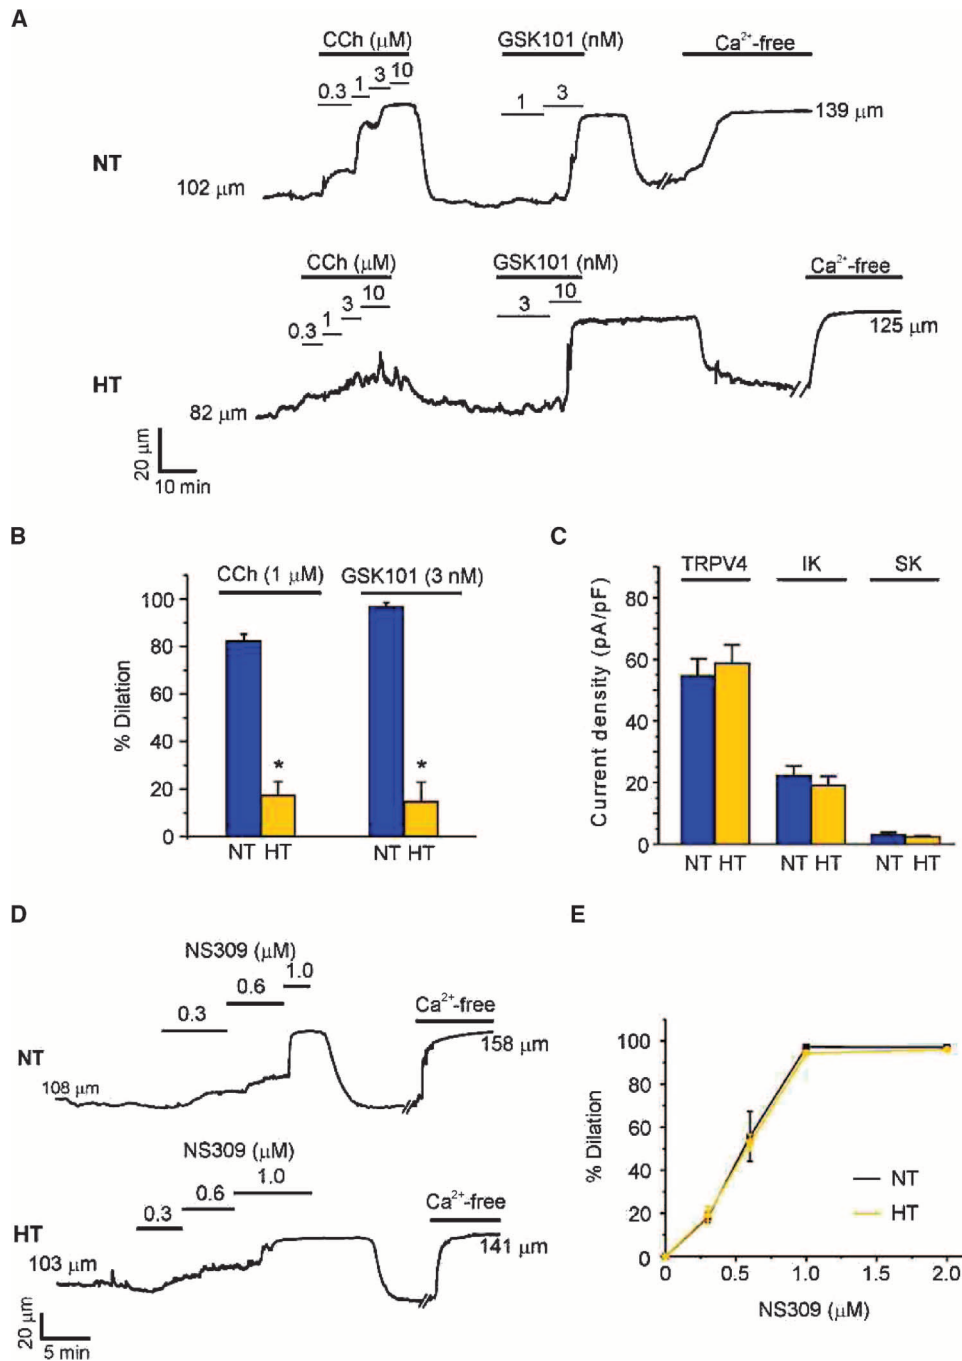 A
CCh (μM)
GSK101 (nM)
Ca²⁺-free
0.3 1 3 10
1 3
139 μm
NT
102 μm
CCh (μM)
GSK101 (nM)
Ca²⁺-free
0.3 1 3 10
3 10
125 μm
HT
82 μm
20 μm
10 min
B
CCh (1 μM) GSK101 (3 nM)
% Dilation
100
80
60
40
20
0
* *
NT HT NT HT
C
TRPV4 IK SK
Current density (pA/pF)
80
60
40
20
0
NT HT NT HT NT HT
D
NS309 (μM)
0.3 0.6 1.0
Ca²⁺-free
NT
158 μm
108 μm
NS309 (μM)
0.3 0.6 1.0
Ca²⁺-free
HT
103 μm
141 μm
20 μm
5 min
E
% Dilation
100
80
60
40
20
0
NT
HT
0 0.5 1.0 1.5 2.0
NS309 (μM)